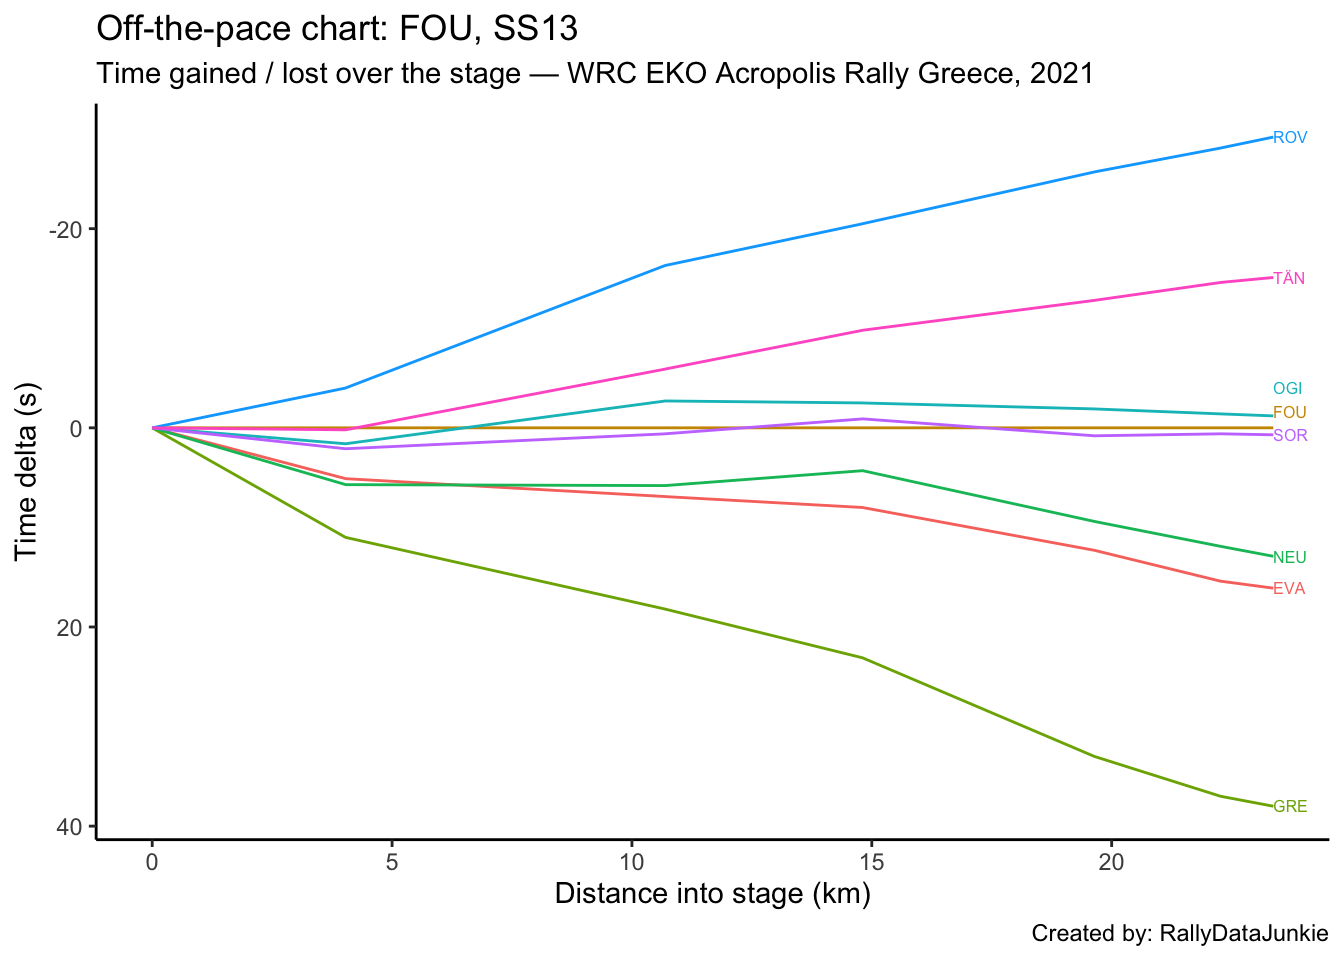 Off-the-pace chart: FOU, SS13
Time gained / lost over the stage — WRC EKO Acropolis Rally Greece, 2021
ROV
-20
TÄN
OGI
FOU
0
SOR
NEU
EVA
20
GRE
40
Time delta (s)
0 5 10 15 20
Distance into stage (km)
Created by: RallyDataJunkie